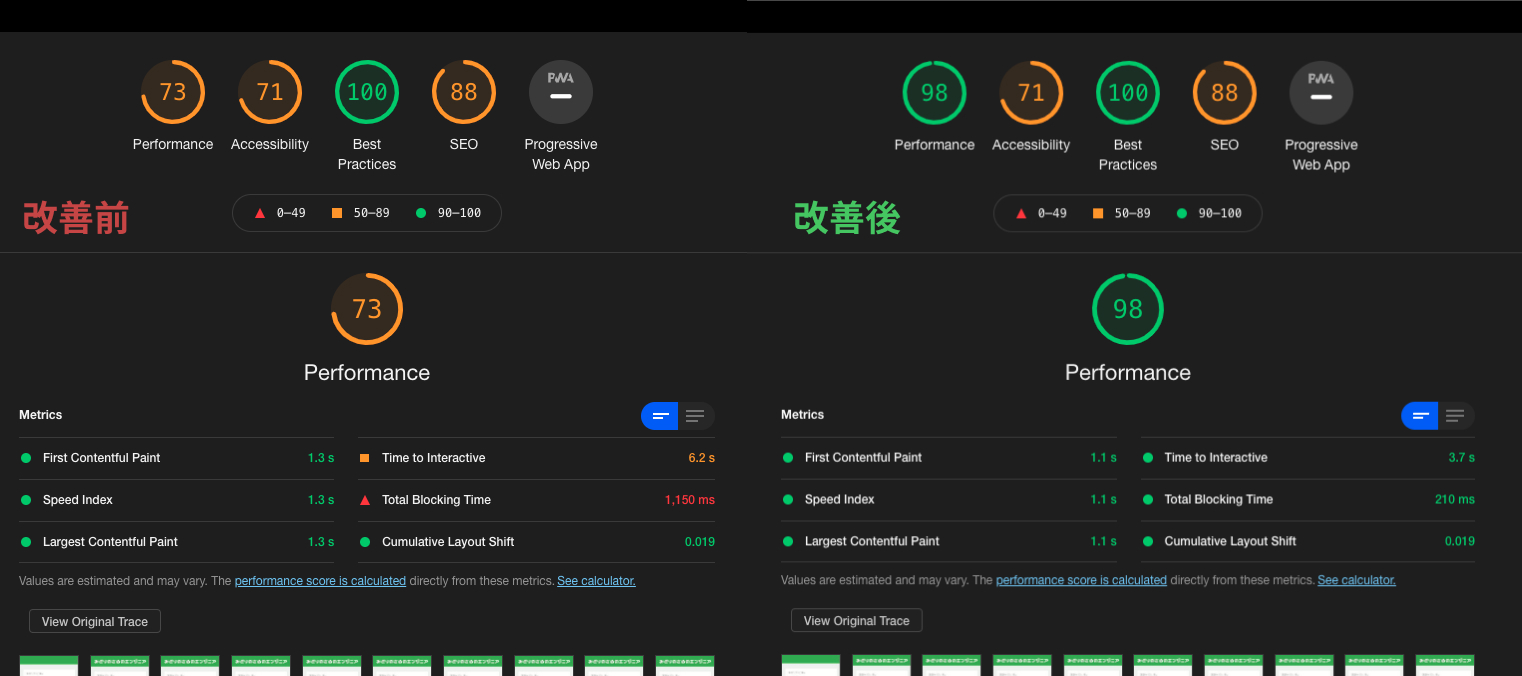 73
71
100
88
PWA
Performance
Accessibility
Best
Practices
SEO
Progressive
Web App
改善前
0–49
50–89
90–100
73
Performance
Metrics
First Contentful Paint
1.3 s
Time to Interactive
6.2 s
Speed Index
1.3 s
Total Blocking Time
1,150 ms
Largest Contentful Paint
1.3 s
Cumulative Layout Shift
0.019
Values are estimated and may vary. The performance score is calculated directly from these metrics. See calculator.
View Original Trace
98
71
100
88
PWA
Performance
Accessibility
Best
Practices
SEO
Progressive
Web App
改善後
0–49
50–89
90–100
98
Performance
Metrics
First Contentful Paint
1.1 s
Time to Interactive
3.7 s
Speed Index
1.1 s
Total Blocking Time
210 ms
Largest Contentful Paint
1.1 s
Cumulative Layout Shift
0.019
Values are estimated and may vary. The performance score is calculated directly from these metrics. See calculator.
View Original Trace